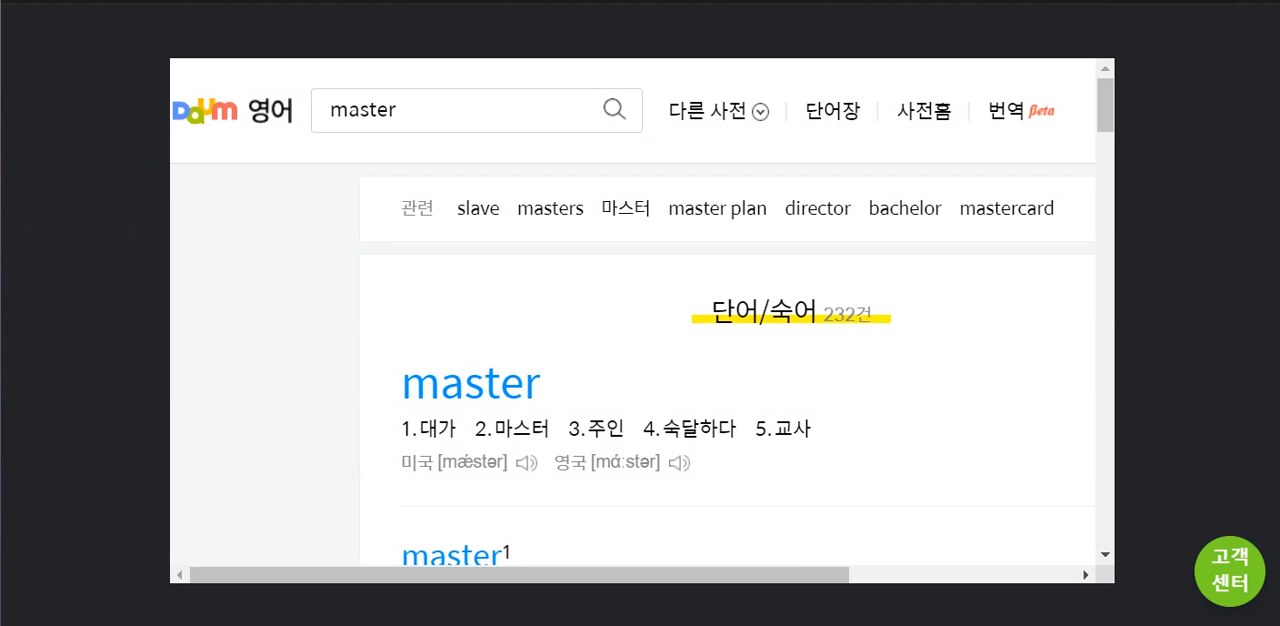 Daum 영어 master 다른 사전 단어장 사전홈 번역 Beta
관련 slave masters 마스터 master plan director bachelor mastercard
단어/숙어 232건
master
1.대가 2.마스터 3.주인 4.숙달하다 5.교사
미국 [mǽstər] 영국 [mάːstər]
master1
고객
센터